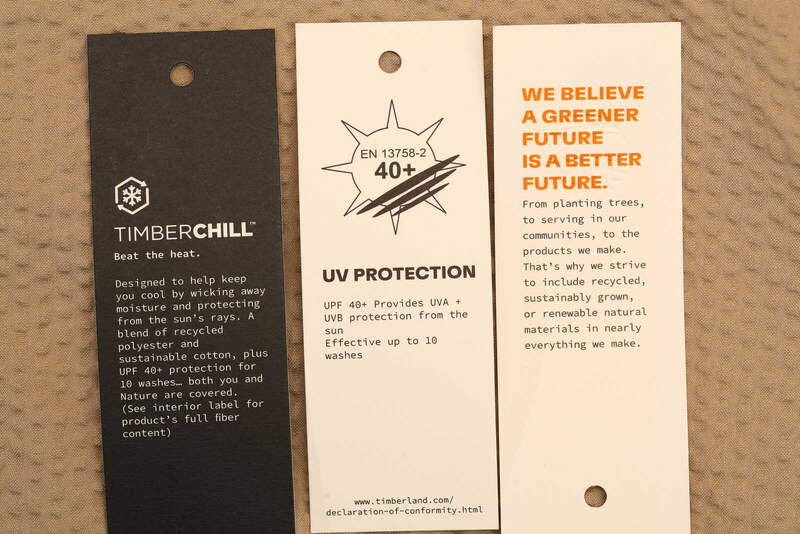 TIMBERCHILL™
Beat the heat.
Designed to help keep
you cool by wicking away
moisture and protecting
from the sun's rays. A
blend of recycled
polyester and
sustainable cotton, plus
UPF 40+ protection for
10 washes… both you and
Nature are covered.
(See interior label for
product's full fiber
content)
EN 13758-2
40+
UV PROTECTION
UPF 40+ Provides UVA +
UVB protection from the
sun
Effective up to 10
washes
www.timberland.com/
declaration-of-conformity.html
WE BELIEVE
A GREENER
FUTURE
IS A BETTER
FUTURE.
From planting trees,
to serving in our
communities, to the
products we make.
That's why we strive
to include recycled,
sustainably grown,
or renewable natural
materials in nearly
everything we make.